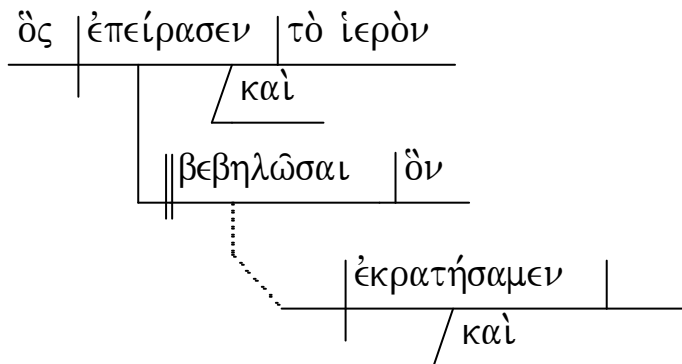 ὃς ἐπείρασεν τὸ ἱερὸν
καὶ
βεβηλῶσαι ὃν
ἐκρατήσαμεν
καὶ